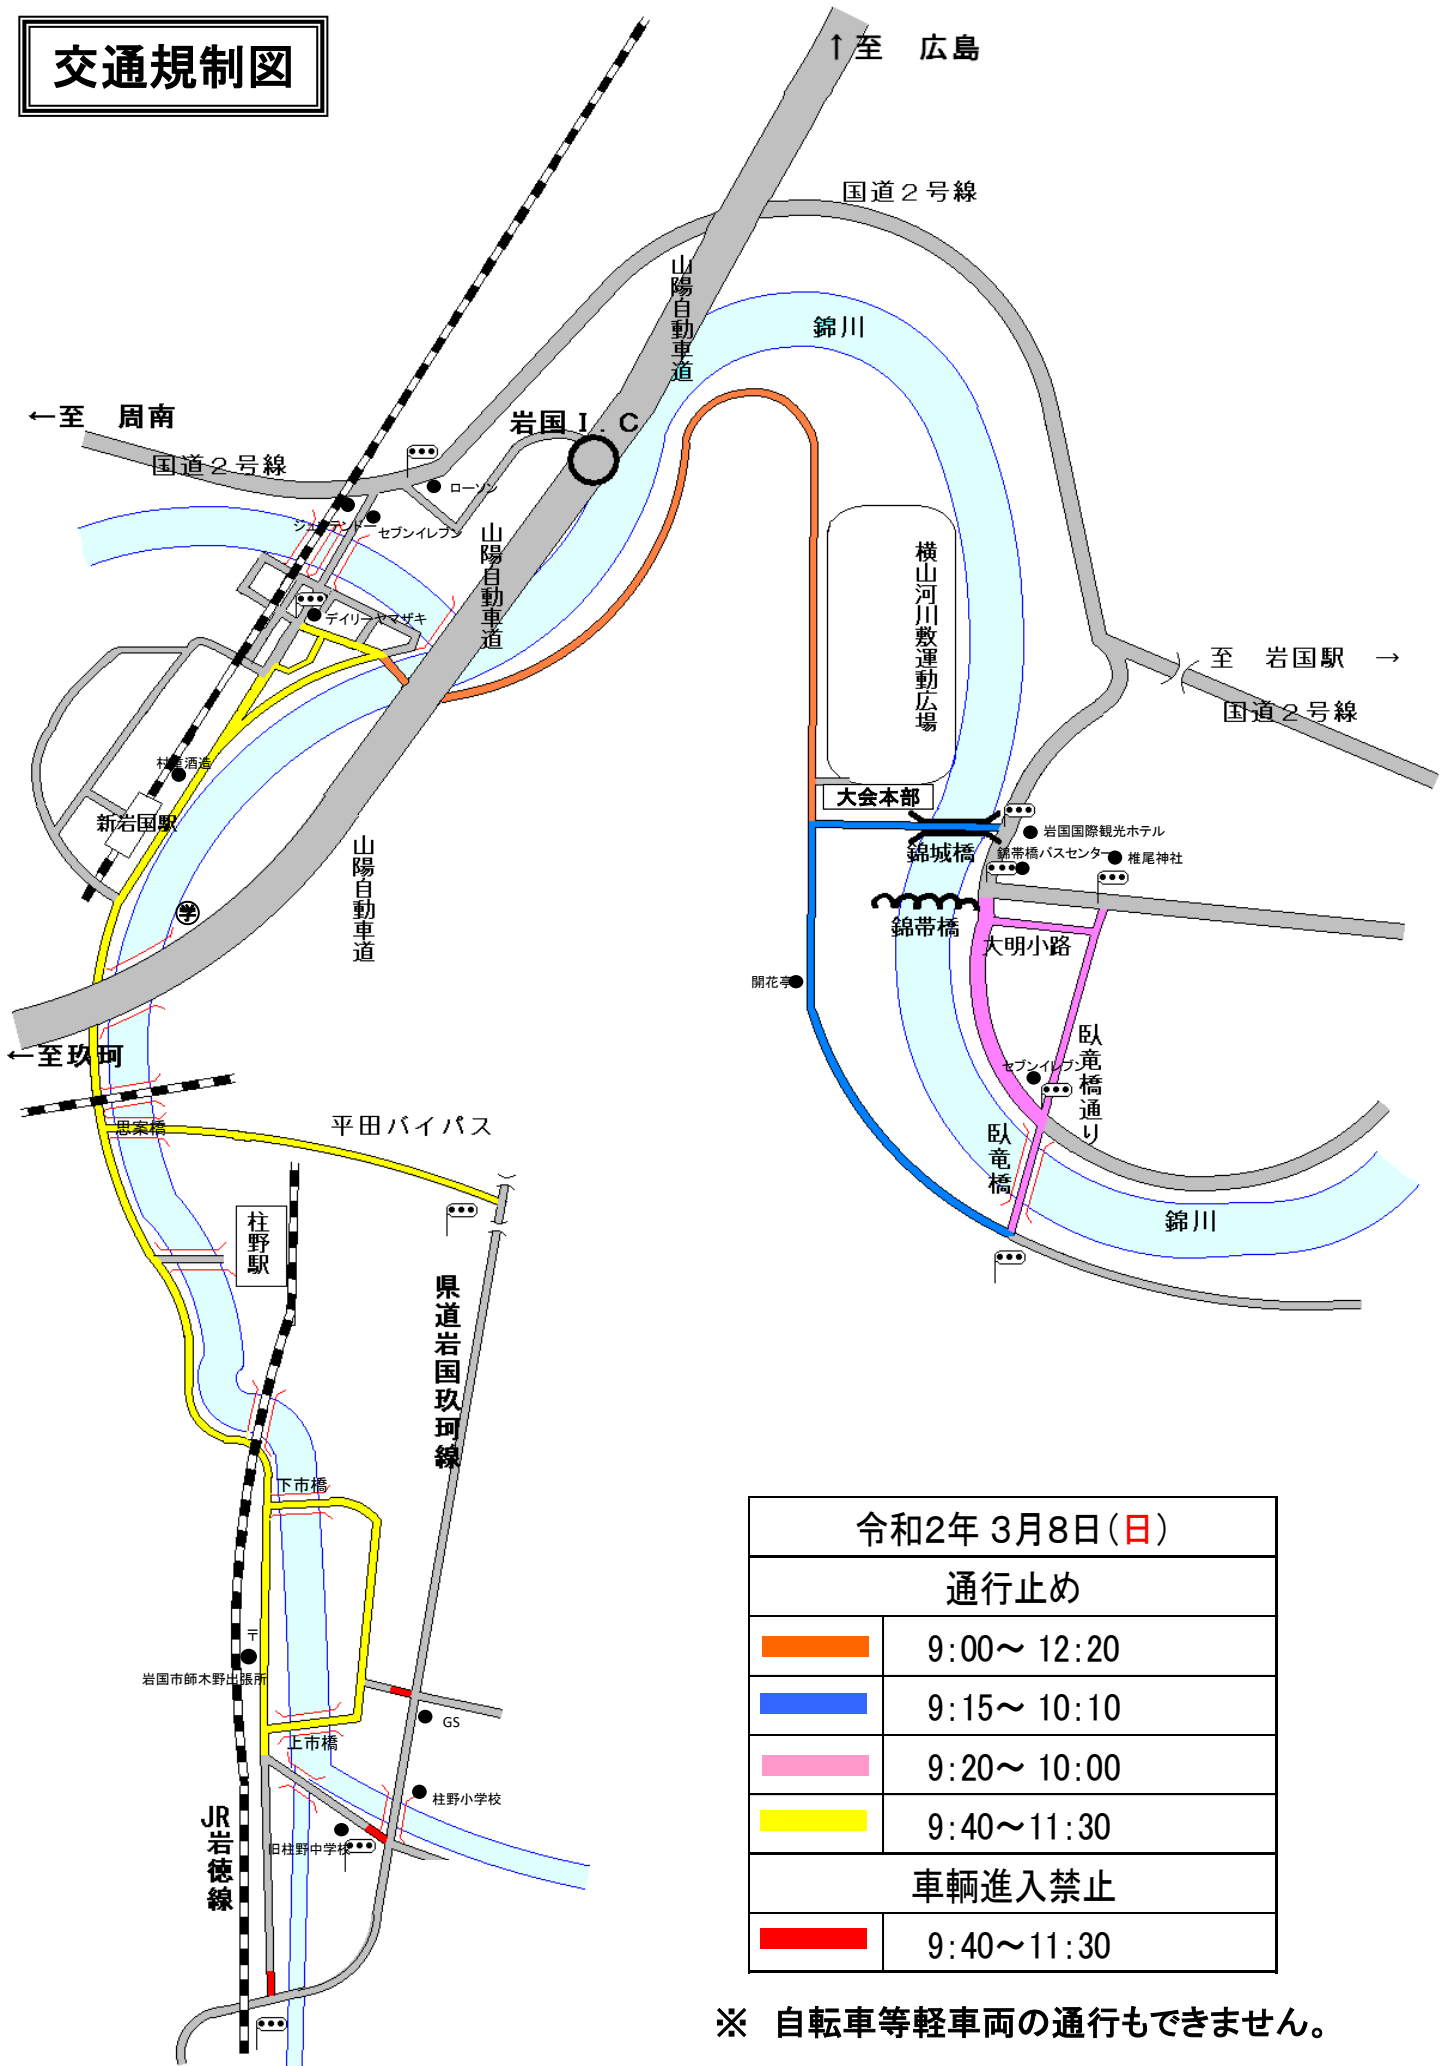 交通規制図
↑至　広島
国道２号線
山陽自動車道
錦川
←至　周南
岩国Ｉ．Ｃ
国道２号線
ローソン
セブンイレブン
山陽自動車道
デイリーヤマザキ
横山河川敷運動広場
至　岩国駅　→
国道２号線
村重酒造
新岩国駅
大会本部
岩国国際観光ホテル
錦城橋
錦帯橋バスセンター
椎尾神社
山陽自動車道
学
錦帯橋
大明小路
開花亭
←至玖珂
臥竜橋通り
セブンイレブン
思案橋
平田バイパス
臥竜橋
柱野駅
錦川
県道岩国玖珂線
下市橋
〒
岩国市師木野出張所
GS
上市橋
柱野小学校
旧柱野中学校
JR岩徳線
令和2年 3月8日（日）
通行止め
9：00～ 12：20
9：15～ 10：10
9：20～ 10：00
9：40～11：30
車輌進入禁止
9：40～11：30
※　自転車等軽車両の通行もできません。